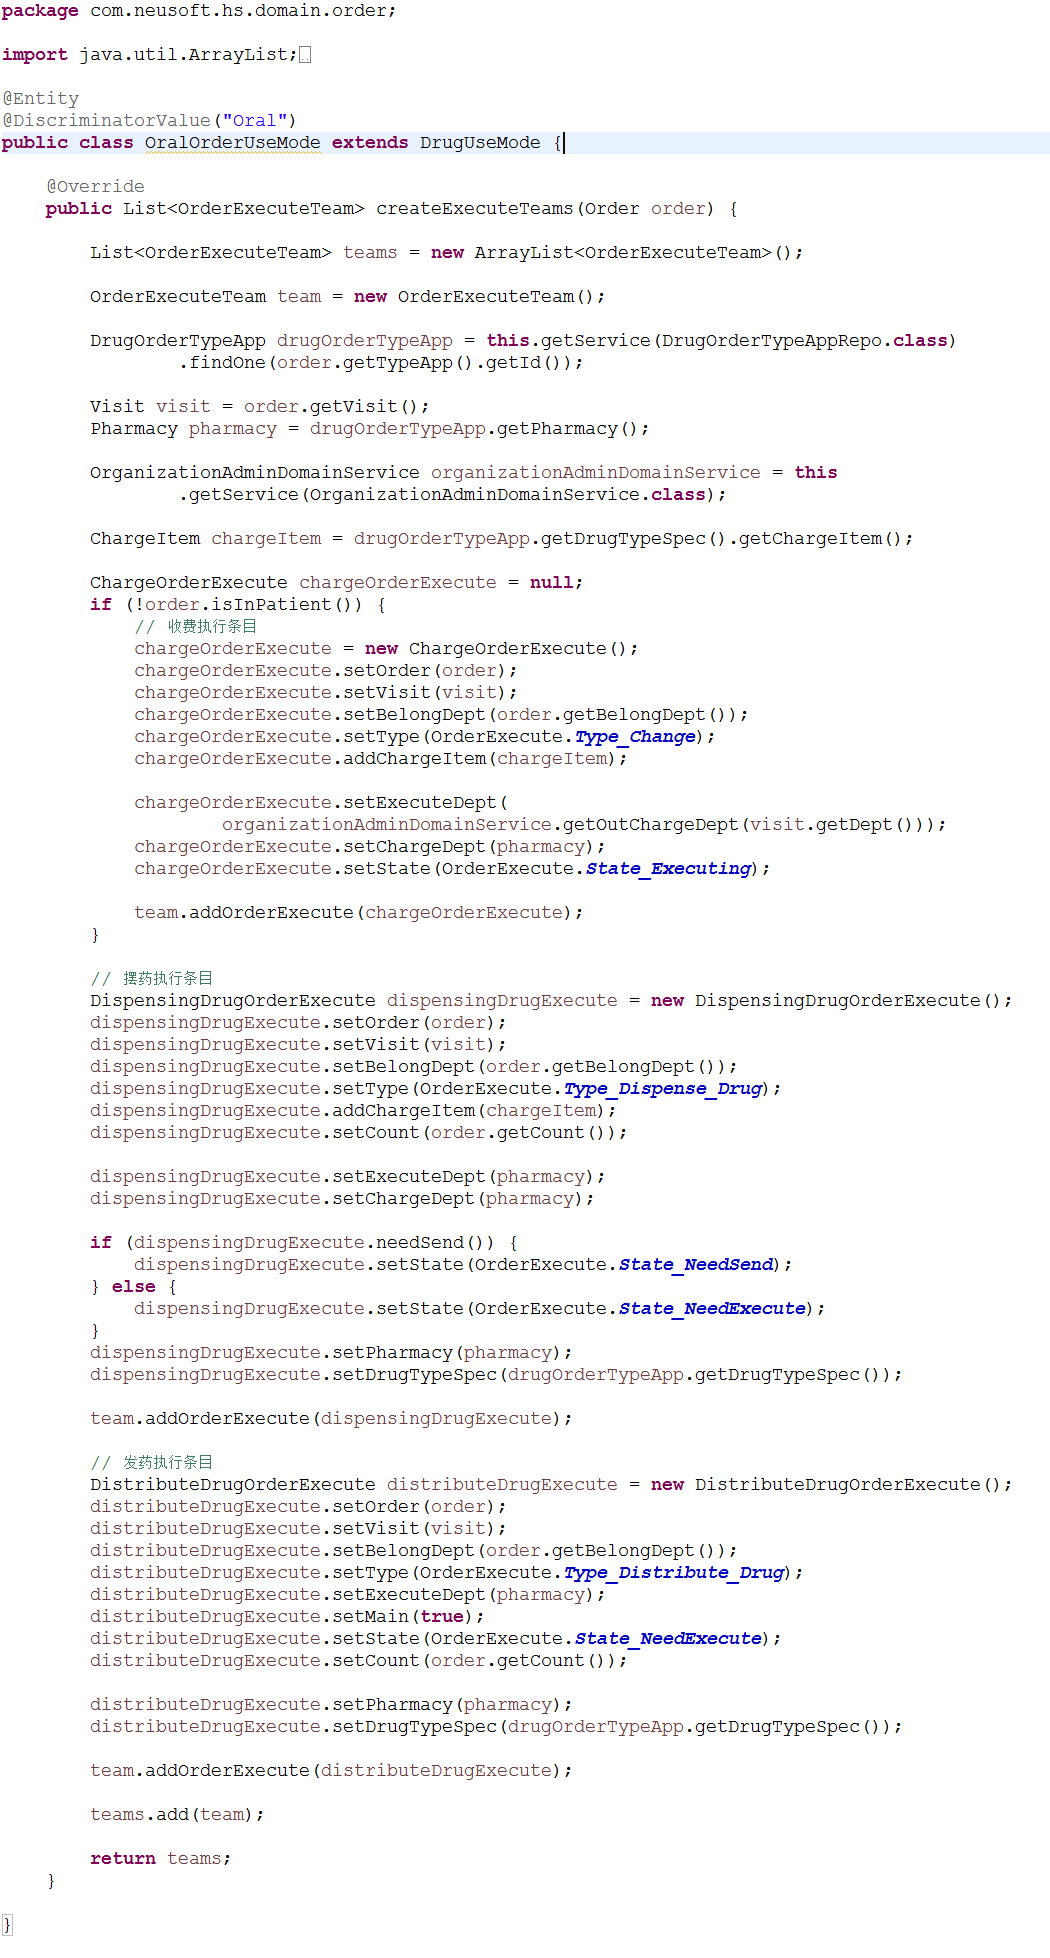 package com.neusoft.hs.domain.order;
import java.util.ArrayList;
@Entity
@DiscriminatorValue("Oral")
public class OralOrderUseMode extends DrugUseMode {
@Override
public List<OrderExecuteTeam> createExecuteTeams(Order order) {
List<OrderExecuteTeam> teams = new ArrayList<OrderExecuteTeam>();
OrderExecuteTeam team = new OrderExecuteTeam();
DrugOrderTypeApp drugOrderTypeApp = this.getService(DrugOrderTypeAppRepo.class)
.findOne(order.getTypeApp().getId());
Visit visit = order.getVisit();
Pharmacy pharmacy = drugOrderTypeApp.getPharmacy();
OrganizationAdminDomainService organizationAdminDomainService = this
.getService(OrganizationAdminDomainService.class);
ChargeItem chargeItem = drugOrderTypeApp.getDrugTypeSpec().getChargeItem();
ChargeOrderExecute chargeOrderExecute = null;
if (!order.isInPatient()) {
// 收费执行条目
chargeOrderExecute = new ChargeOrderExecute();
chargeOrderExecute.setOrder(order);
chargeOrderExecute.setVisit(visit);
chargeOrderExecute.setBelongDept(order.getBelongDept());
chargeOrderExecute.setType(OrderExecute.Type_Change);
chargeOrderExecute.addChargeItem(chargeItem);
chargeOrderExecute.setExecuteDept(
organizationAdminDomainService.getOutChargeDept(visit.getDept()));
chargeOrderExecute.setChargeDept(pharmacy);
chargeOrderExecute.setState(OrderExecute.State_Executing);
team.addOrderExecute(chargeOrderExecute);
}
// 摆药执行条目
DispensingDrugOrderExecute dispensingDrugExecute = new DispensingDrugOrderExecute();
dispensingDrugExecute.setOrder(order);
dispensingDrugExecute.setVisit(visit);
dispensingDrugExecute.setBelongDept(order.getBelongDept());
dispensingDrugExecute.setType(OrderExecute.Type_Dispense_Drug);
dispensingDrugExecute.addChargeItem(chargeItem);
dispensingDrugExecute.setCount(order.getCount());
dispensingDrugExecute.setExecuteDept(pharmacy);
dispensingDrugExecute.setChargeDept(pharmacy);
if (dispensingDrugExecute.needSend()) {
dispensingDrugExecute.setState(OrderExecute.State_NeedSend);
} else {
dispensingDrugExecute.setState(OrderExecute.State_NeedExecute);
}
dispensingDrugExecute.setPharmacy(pharmacy);
dispensingDrugExecute.setDrugTypeSpec(drugOrderTypeApp.getDrugTypeSpec());
team.addOrderExecute(dispensingDrugExecute);
// 发药执行条目
DistributeDrugOrderExecute distributeDrugExecute = new DistributeDrugOrderExecute();
distributeDrugExecute.setOrder(order);
distributeDrugExecute.setVisit(visit);
distributeDrugExecute.setBelongDept(order.getBelongDept());
distributeDrugExecute.setType(OrderExecute.Type_Distribute_Drug);
distributeDrugExecute.setExecuteDept(pharmacy);
distributeDrugExecute.setMain(true);
distributeDrugExecute.setState(OrderExecute.State_NeedExecute);
distributeDrugExecute.setCount(order.getCount());
distributeDrugExecute.setPharmacy(pharmacy);
distributeDrugExecute.setDrugTypeSpec(drugOrderTypeApp.getDrugTypeSpec());
team.addOrderExecute(distributeDrugExecute);
teams.add(team);
return teams;
}
}